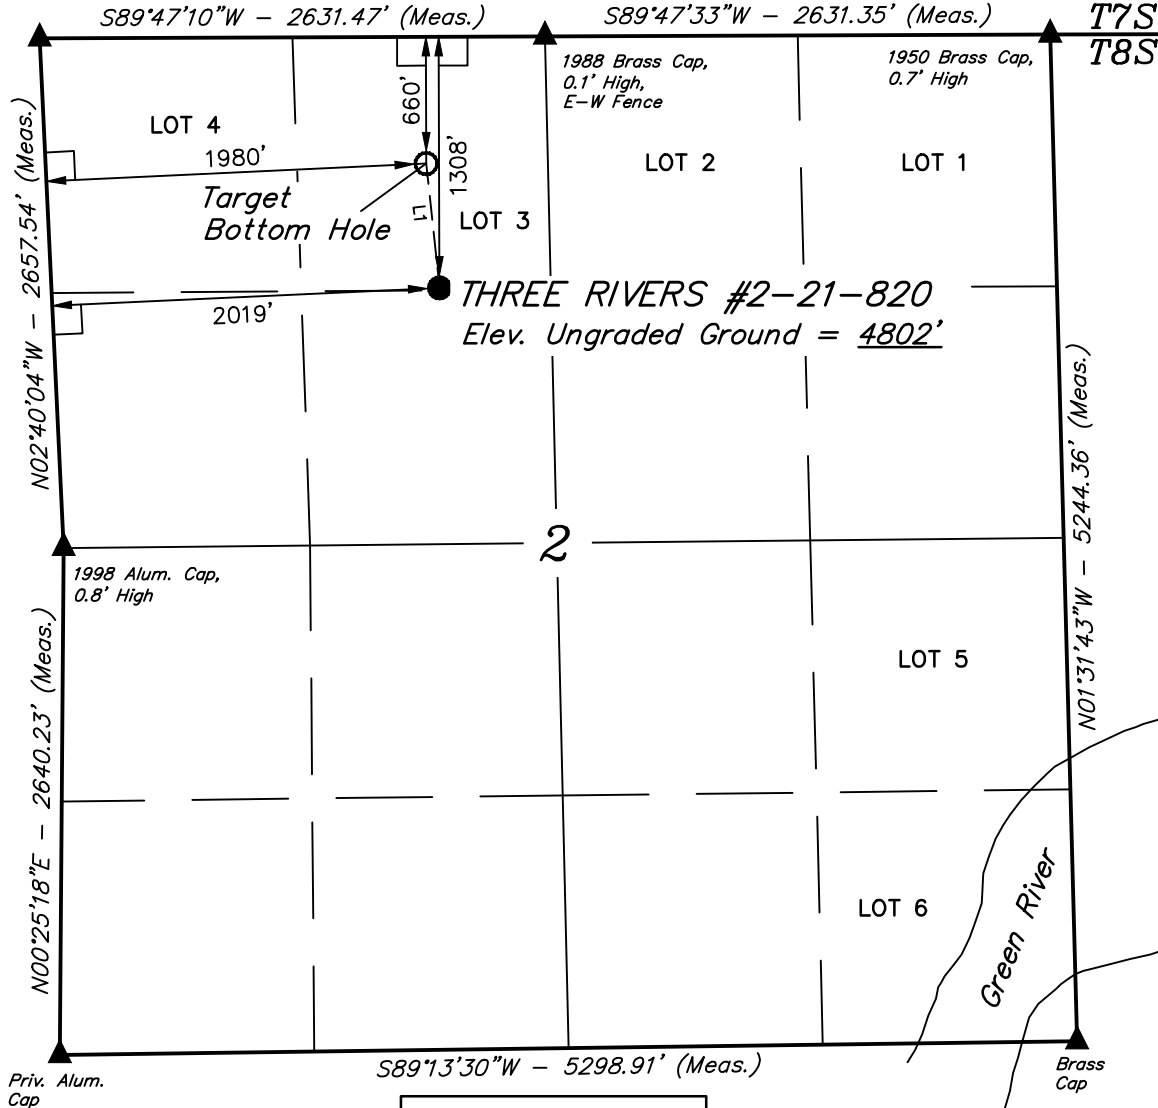 S89°47'10"W - 2631.47' (Meas.)
S89°47'33"W - 2631.35' (Meas.)
T7S
T8S
1988 Brass Cap,
0.1' High,
E-W Fence
1950 Brass Cap,
0.7' High
660'
LOT 4
1980'
1308'
LOT 2
LOT 1
Target
Bottom Hole
L1
LOT 3
N02°40'04"W - 2657.54' (Meas.)
THREE RIVERS #2-21-820
2019'
Elev. Ungraded Ground = 4802'
2
1998 Alum. Cap,
0.8' High
N01°31'43"W - 5244.36' (Meas.)
LOT 5
N00°25'18"E - 2640.23' (Meas.)
LOT 6
Green River
S89°13'30"W - 5298.91' (Meas.)
Priv. Alum.
Cap
Brass
Cap